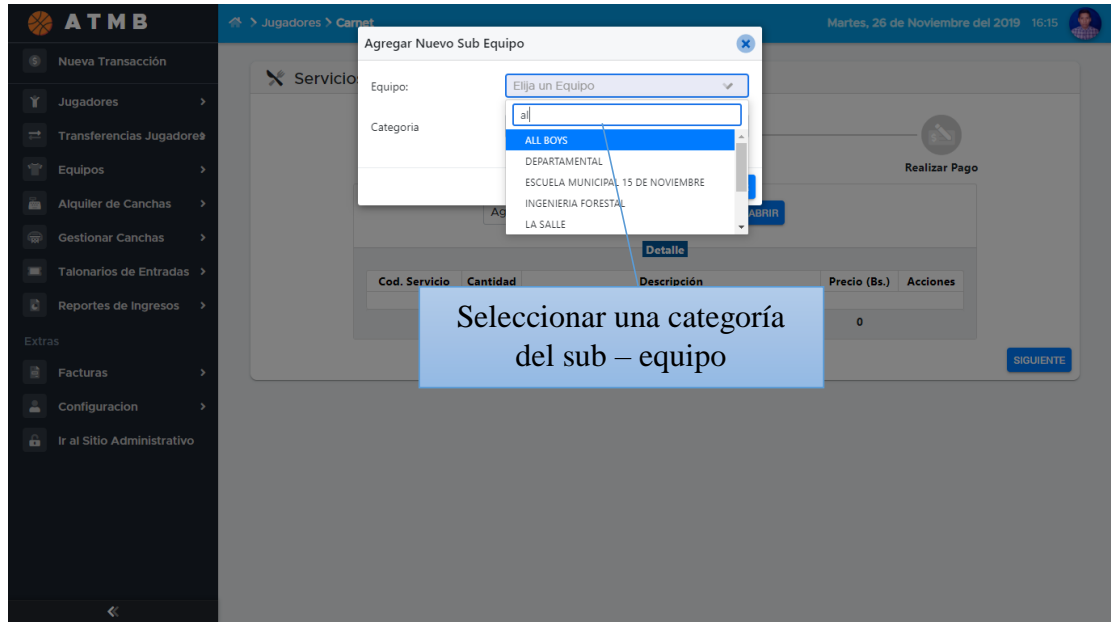 ATMB
> Jugadores > Carnet
Martes, 26 de Noviembre del 2019 16:15
Nueva Transacción
Jugadores
Transferencias Jugadores
Equipos
Alquiler de Canchas
Gestionar Canchas
Talonarios de Entradas
Reportes de Ingresos
Extras
Facturas
Configuracion
Ir al Sitio Administrativo
Servicio
Agregar Nuevo Sub Equipo
Equipo:
Elija un Equipo
al
Categoria
ALL BOYS
DEPARTAMENTAL
ESCUELA MUNICIPAL 15 DE NOVIEMBRE
INGENIERIA FORESTAL
LA SALLE
Realizar Pago
Ag
ABRIR
Detalle
Cod. Servicio Cantidad Descripción Precio (Bs.) Acciones
0
Seleccionar una categoría
del sub – equipo
SIGUIENTE